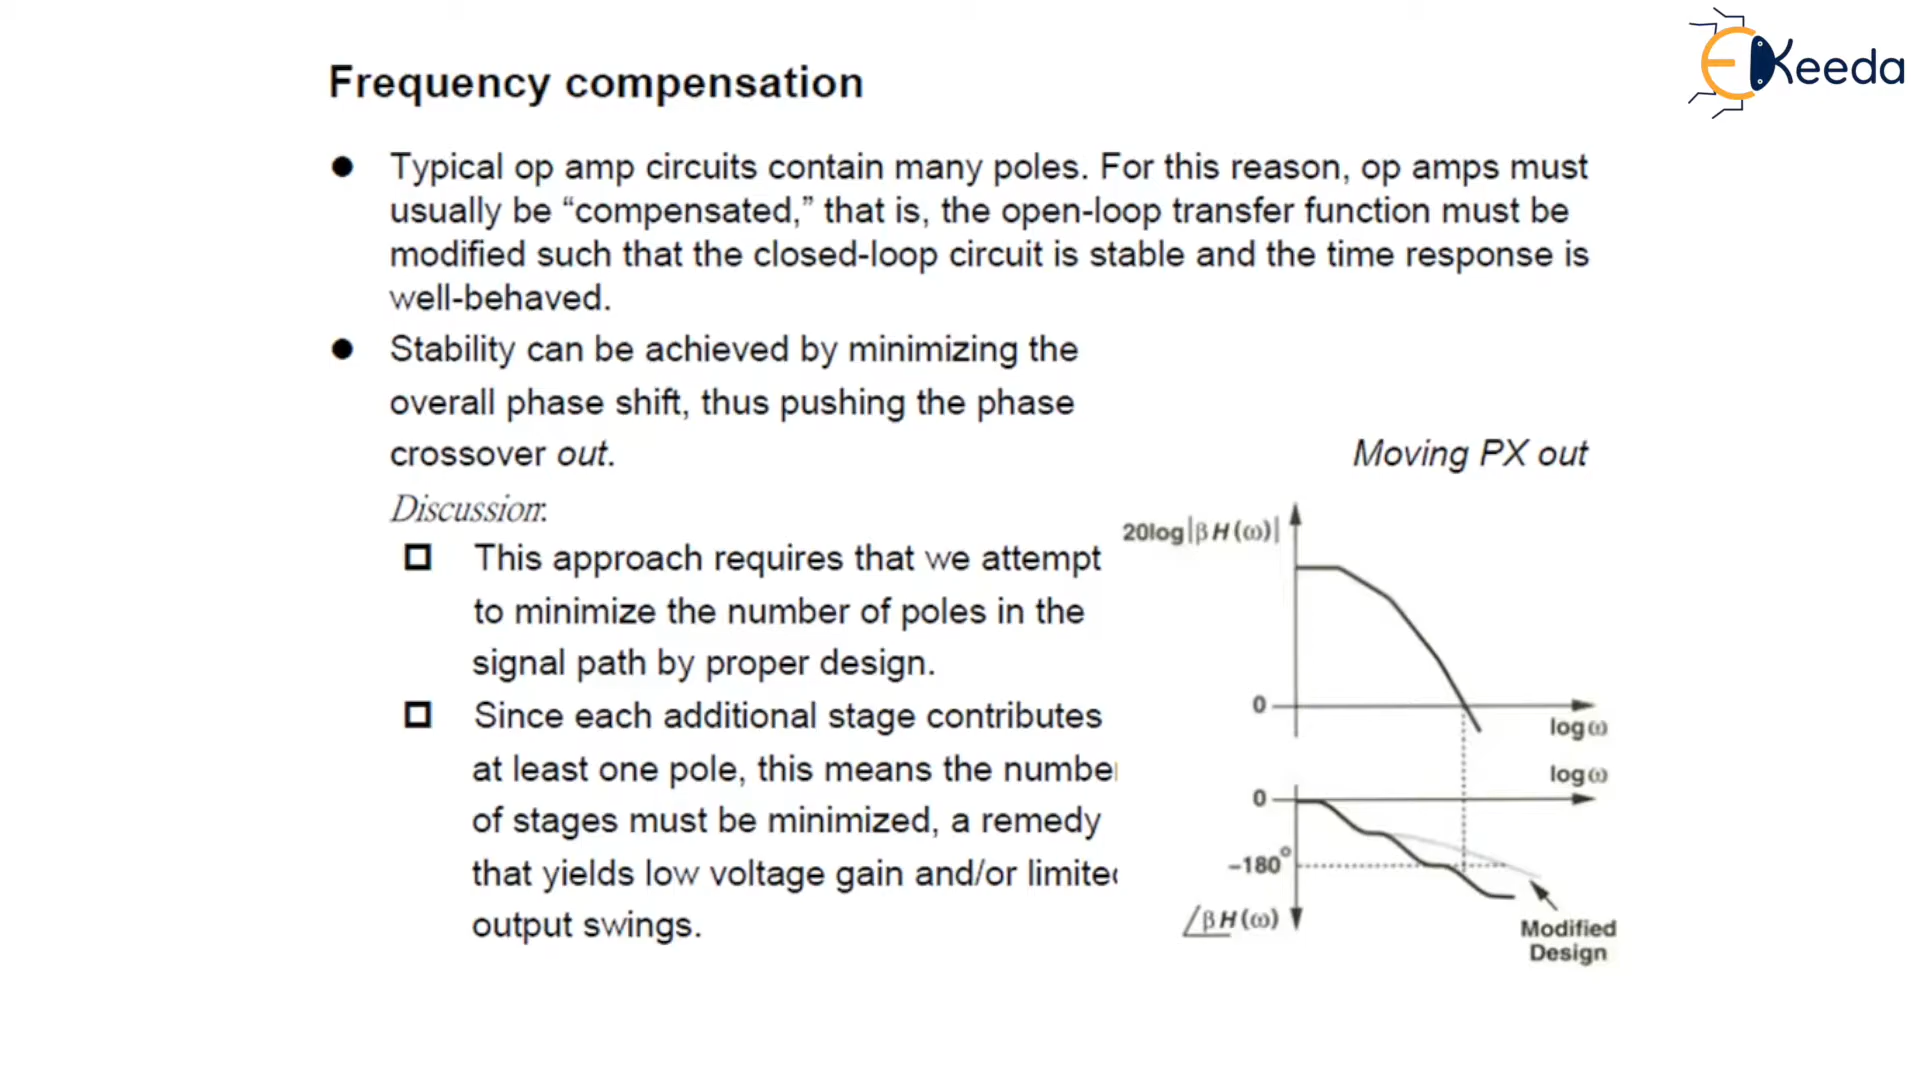 EKeeda
Frequency compensation
● Typical op amp circuits contain many poles. For this reason, op amps must
usually be “compensated,” that is, the open-loop transfer function must be
modified such that the closed-loop circuit is stable and the time response is
well-behaved.
● Stability can be achieved by minimizing the
overall phase shift, thus pushing the phase
crossover out.
Moving PX out
Discussion:
This approach requires that we attempt
to minimize the number of poles in the
signal path by proper design.
Since each additional stage contributes
at least one pole, this means the number
of stages must be minimized, a remedy
that yields low voltage gain and/or limited
output swings.
20log|βH(ω)|
0
log ω
log ω
0
-180°
∠βH(ω)
Modified
Design